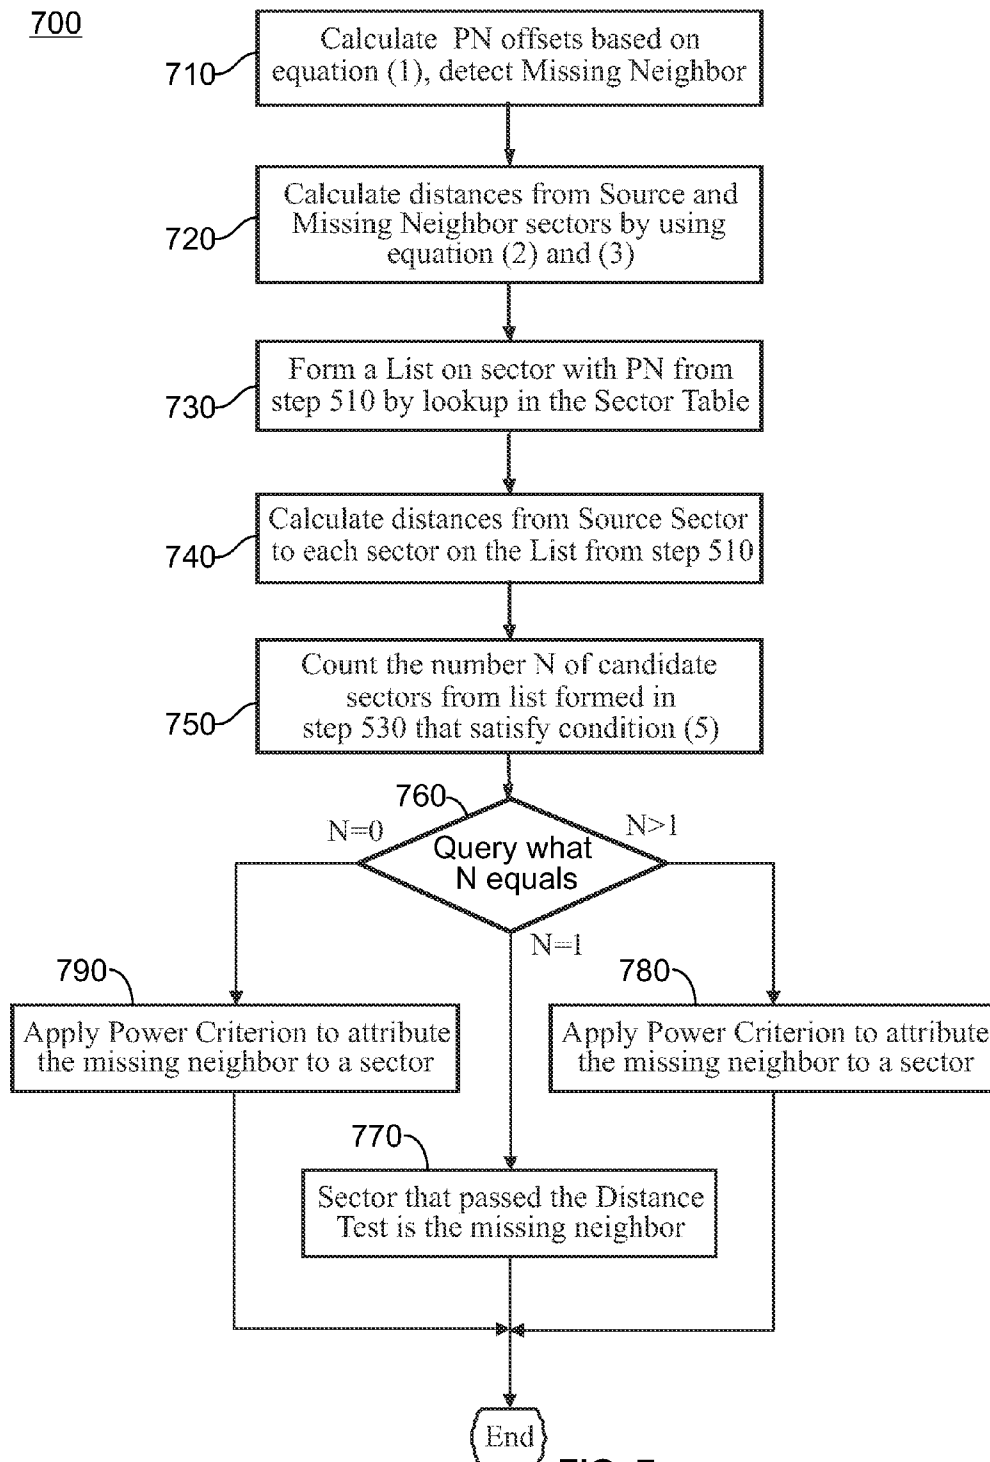 700
Calculate PN offsets based on
equation (1), detect Missing Neighbor
710
Calculate distances from Source and
Missing Neighbor sectors by using
equation (2) and (3)
720
Form a List on sector with PN from
step 510 by lookup in the Sector Table
730
Calculate distances from Source Sector
to each sector on the List from step 510
740
Count the number N of candidate
sectors from list formed in
step 530 that satisfy condition (5)
750
760
N=0
N>1
Query what
N equals
N=1
790
780
Apply Power Criterion to attribute
the missing neighbor to a sector
Apply Power Criterion to attribute
the missing neighbor to a sector
770
Sector that passed the Distance
Test is the missing neighbor
End